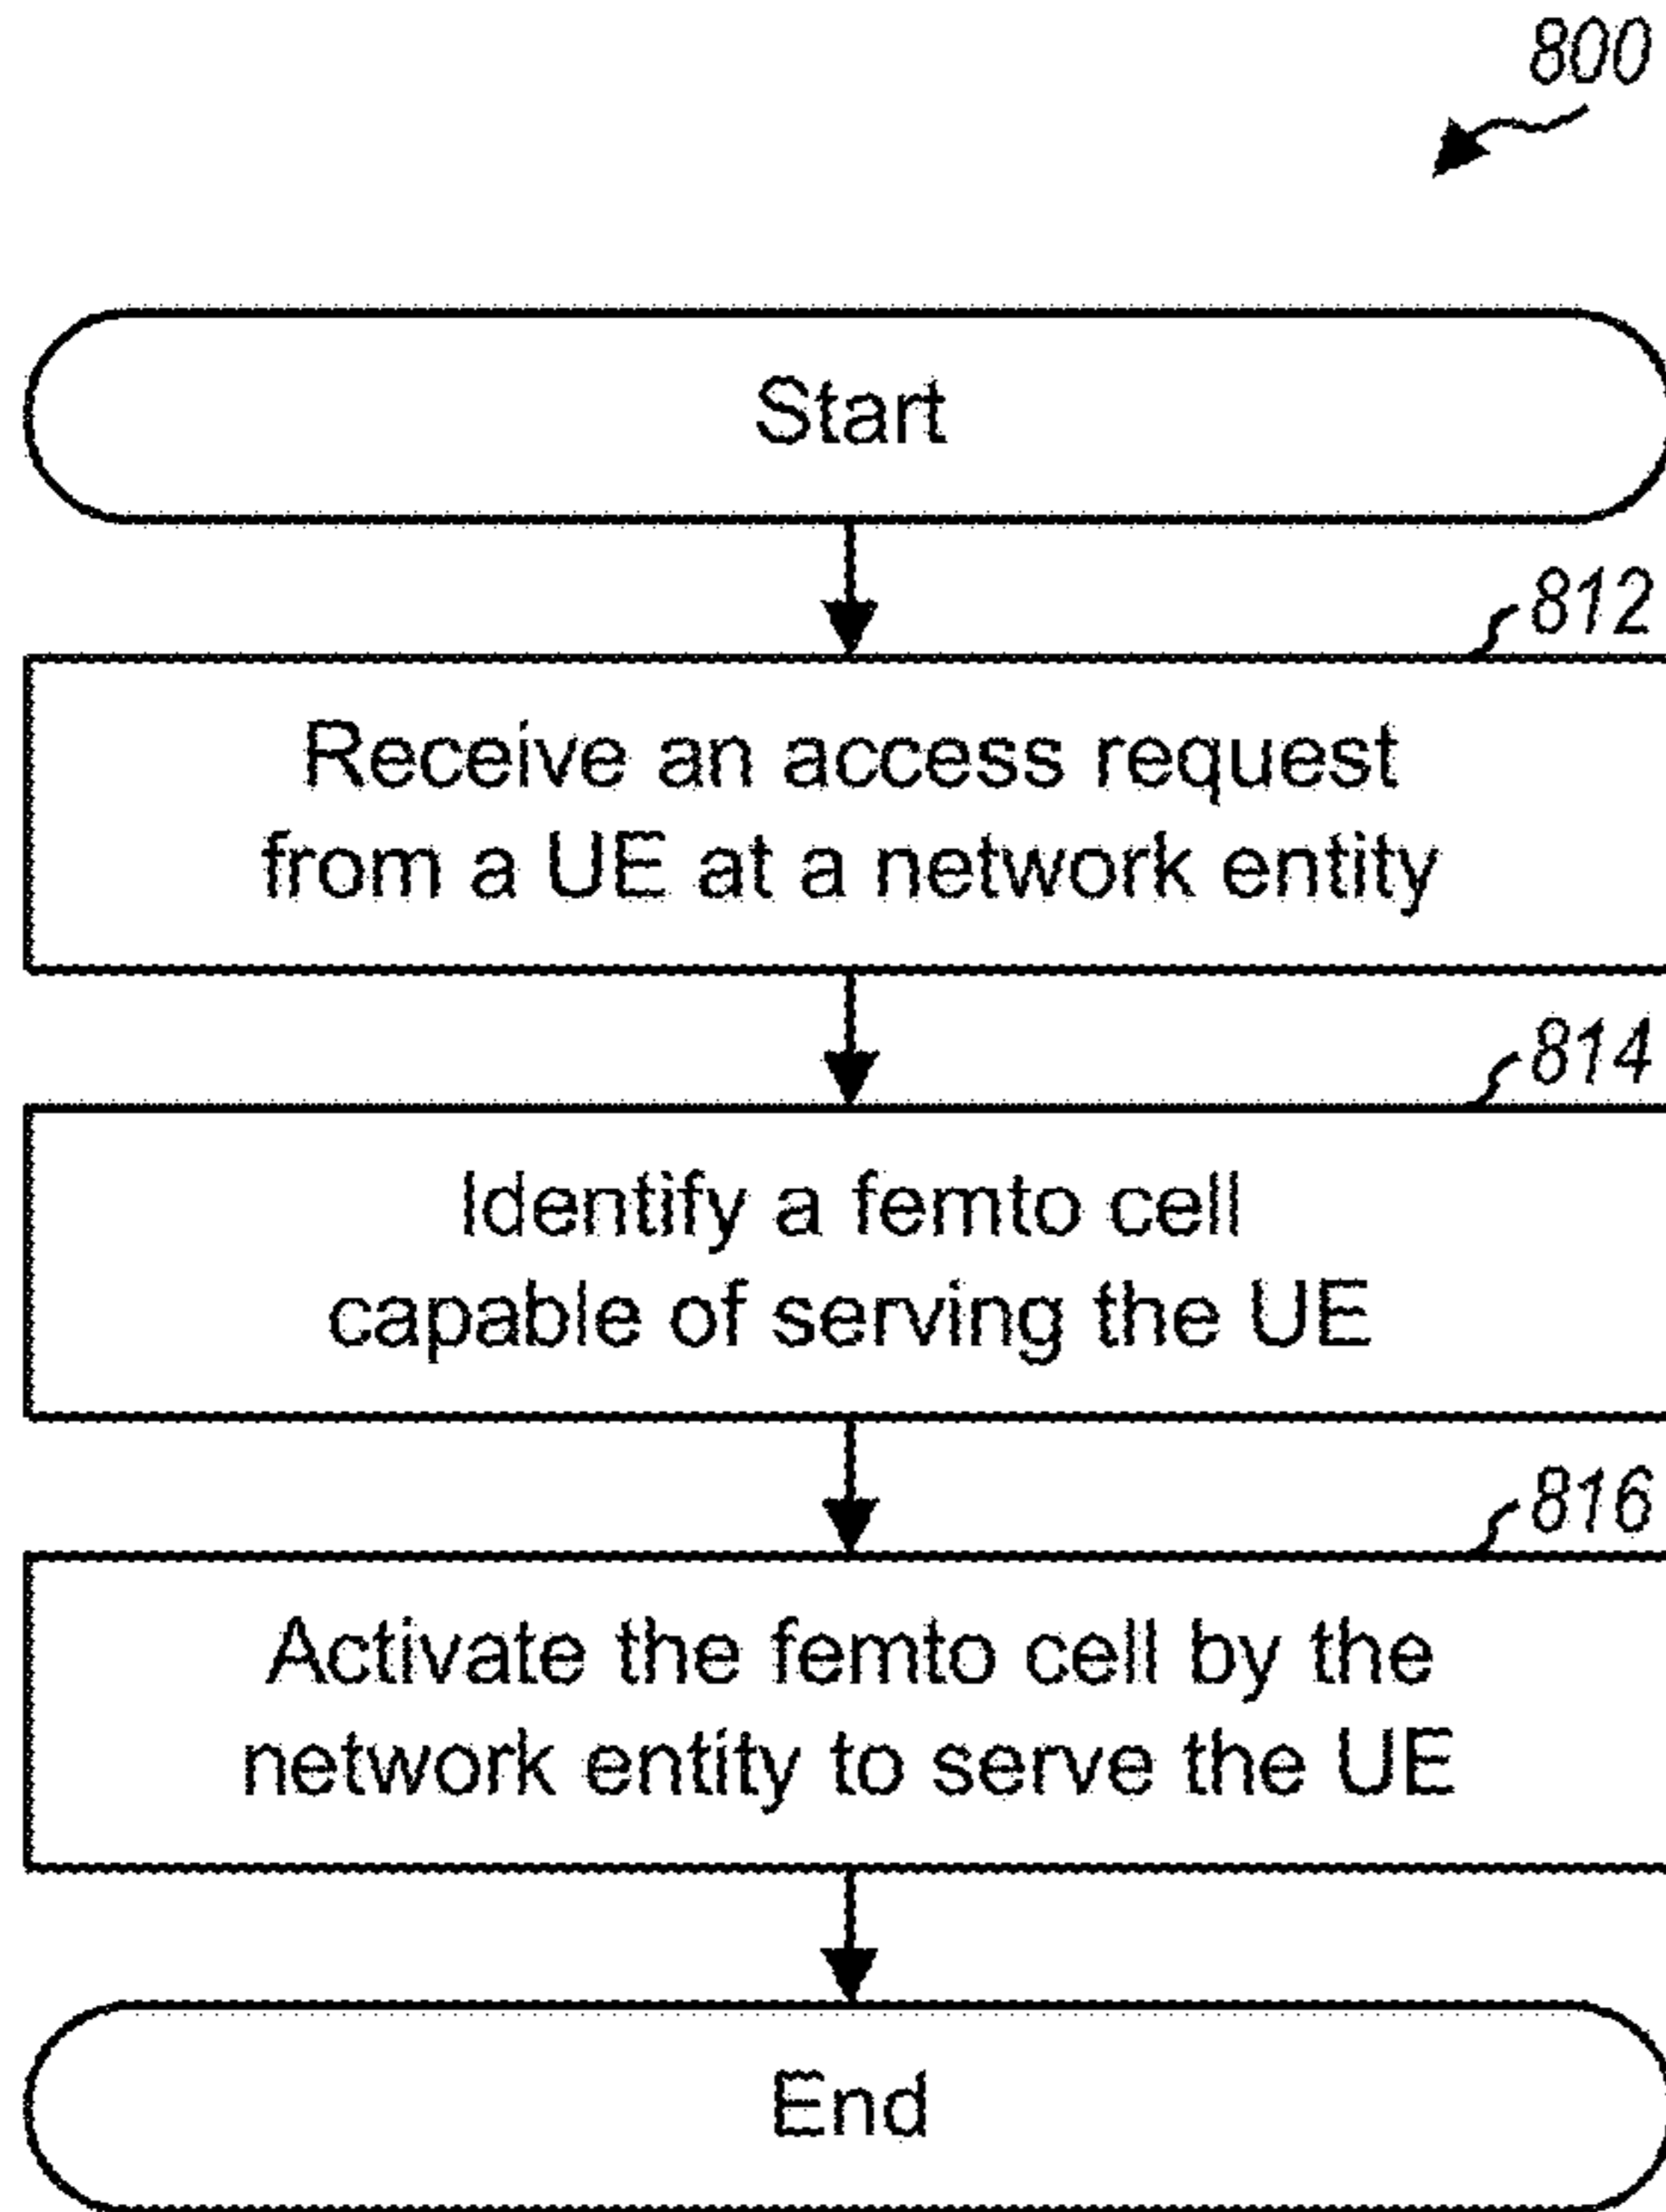 800
Start
812
Receive an access request
from a UE at a network entity
814
Identify a femto cell
capable of serving the UE
816
Activate the femto cell by the
network entity to serve the UE
End